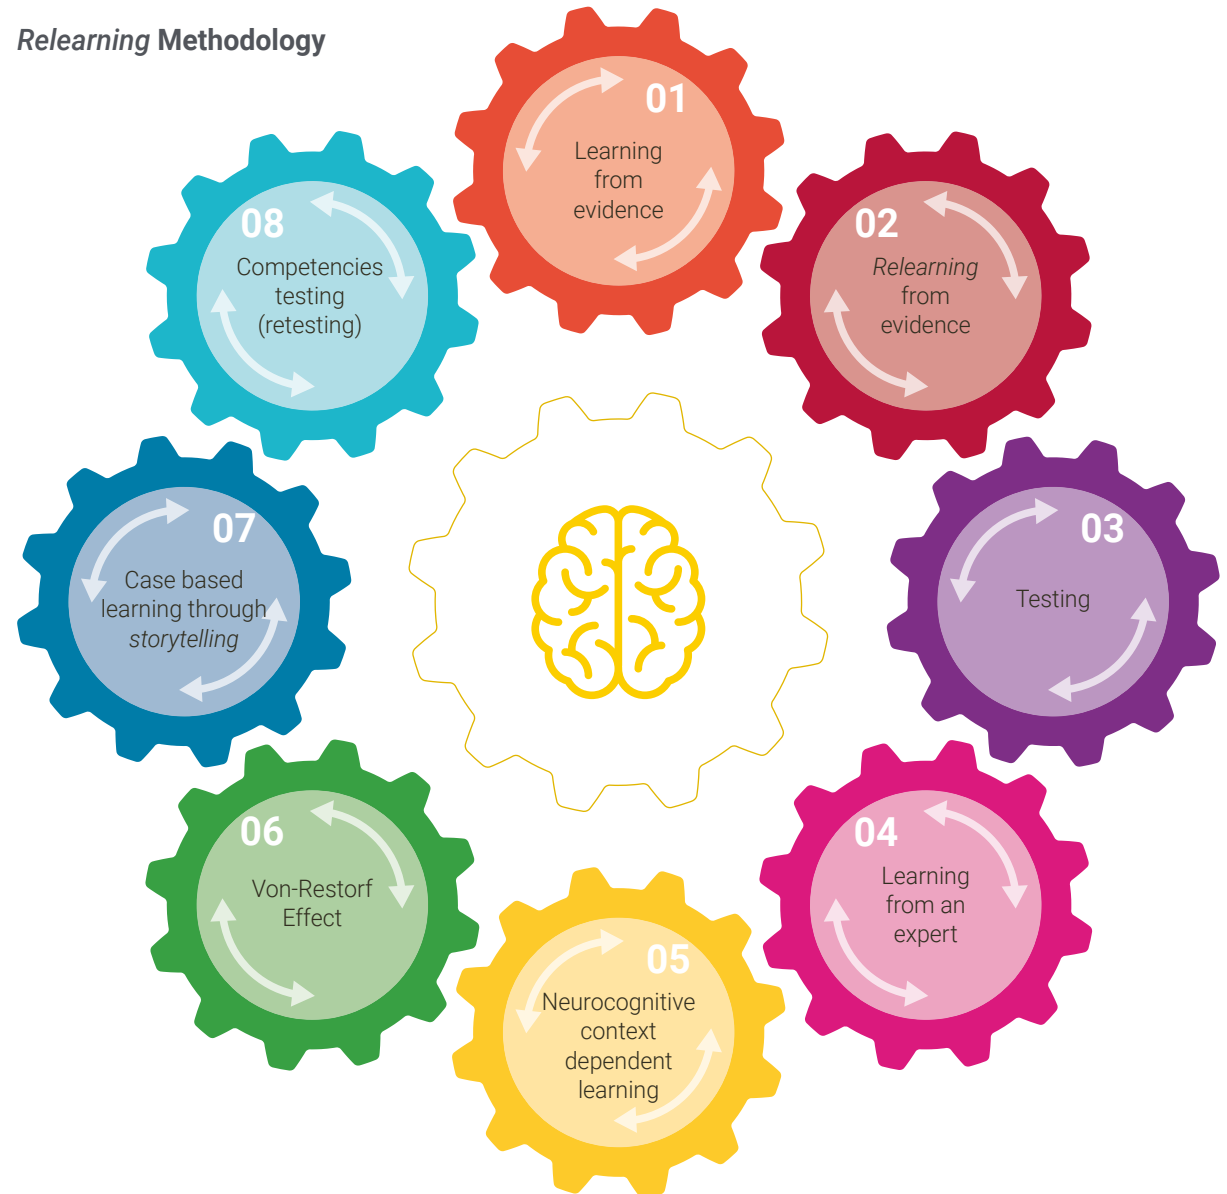 Relearning Methodology
01
Learning
from
evidence
02
Relearning
from
evidence
03
Testing
04
Learning
from an
expert
05
Neurocognitive
context
dependent
learning
06
Von-Restorf
Effect
07
Case based
learning through
storytelling
08
Competencies
testing
(retesting)